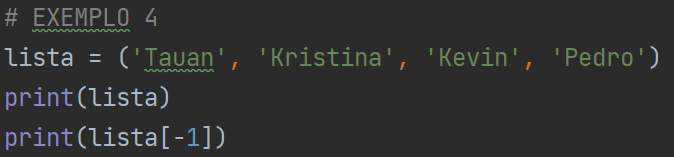 # EXEMPLO 4
lista = ('Tauan', 'Kristina', 'Kevin', 'Pedro')
print(lista)
print(lista[-1])